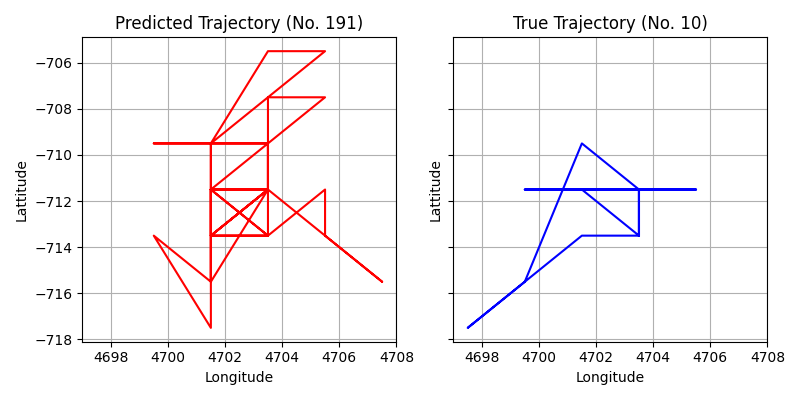 Predicted Trajectory (No. 191)
True Trajectory (No. 10)
−706
−708
−710
−712
−714
−716
−718
Lattitude
Lattitude
4698 4700 4702 4704 4706 4708
4698 4700 4702 4704 4706 4708
Longitude
Longitude